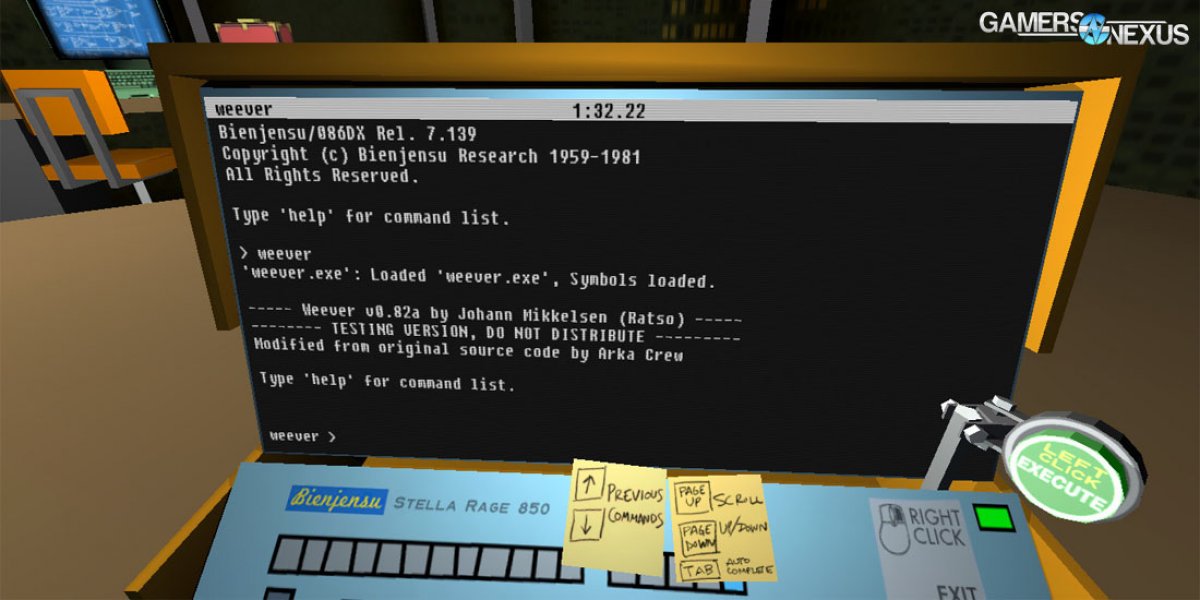 GAMERS NEXUS
weever 1:32.22
Bienjensu/086DX Rel. 7.139
Copyright (c) Bienjensu Research 1959-1981
All Rights Reserved.
Type 'help' for command list.
> weever
'weever.exe': Loaded 'weever.exe', Symbols loaded.
----- Weever v0.82a by Johann Mikkelsen (Ratso) -----
-------- TESTING VERSION, DO NOT DISTRIBUTE ---------
Modified from original source code by Arka Crew
Type 'help' for command list.
weever >
LEFT
CLICK
EXECUTE
Bienjensu STELLA RAGE 850
↑ PREVIOUS
↓ COMMANDS
PAGE UP SCROLL
PAGE DOWN UP/DOWN
TAB AUTO COMPLETE
RIGHT
CLICK
EXIT